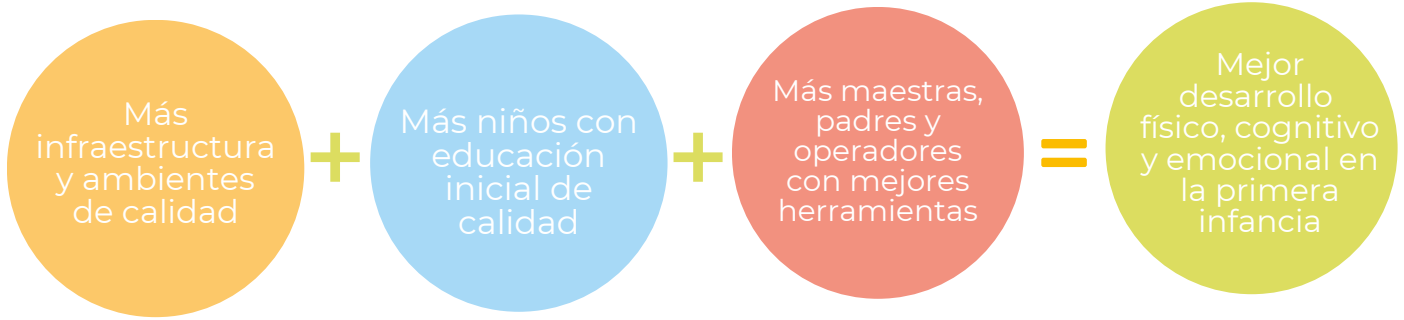 Más
infraestructura
y ambientes
de calidad
+
Más niños con
educación
inicial de
calidad
+
Más maestras,
padres y
operadores
con mejores
herramientas
=
Mejor
desarrollo
físico, cognitivo
y emocional en
la primera
infancia